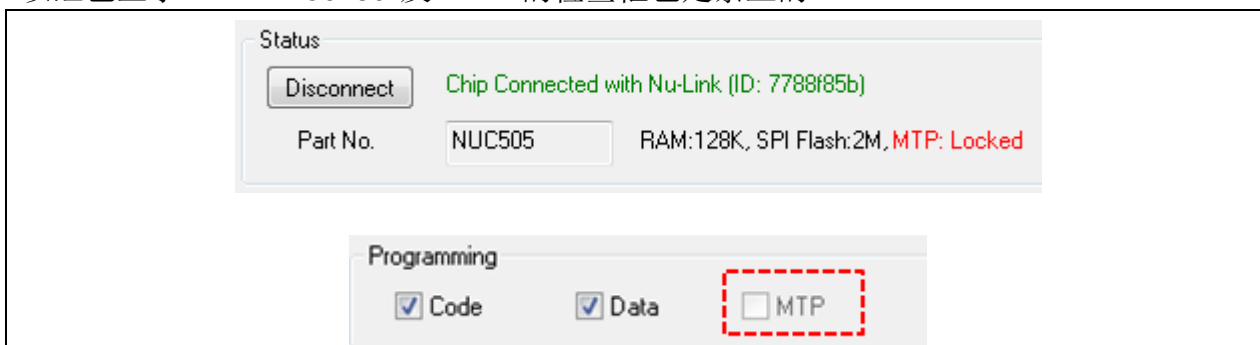 Status
Disconnect Chip Connected with Nu-Link (ID: 7788f85b)
Part No. NUC505 RAM:128K, SPI Flash:2M, MTP: Locked
Programming
Code Data MTP